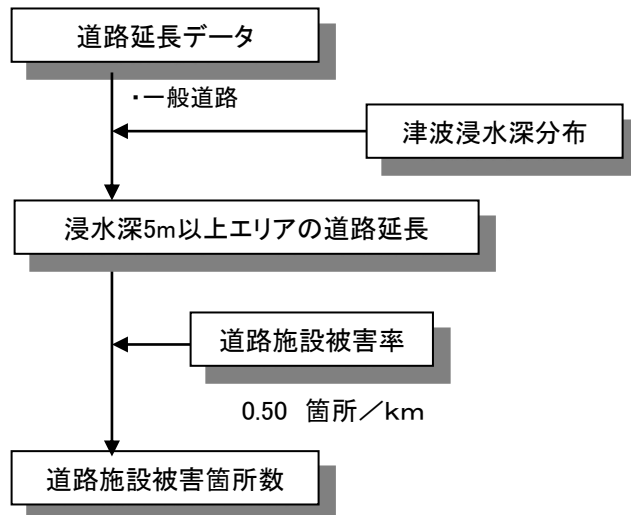 道路延長データ
・一般道路
津波浸水深分布
浸水深5m以上エリアの道路延長
道路施設被害率
0.50 箇所／km
道路施設被害箇所数